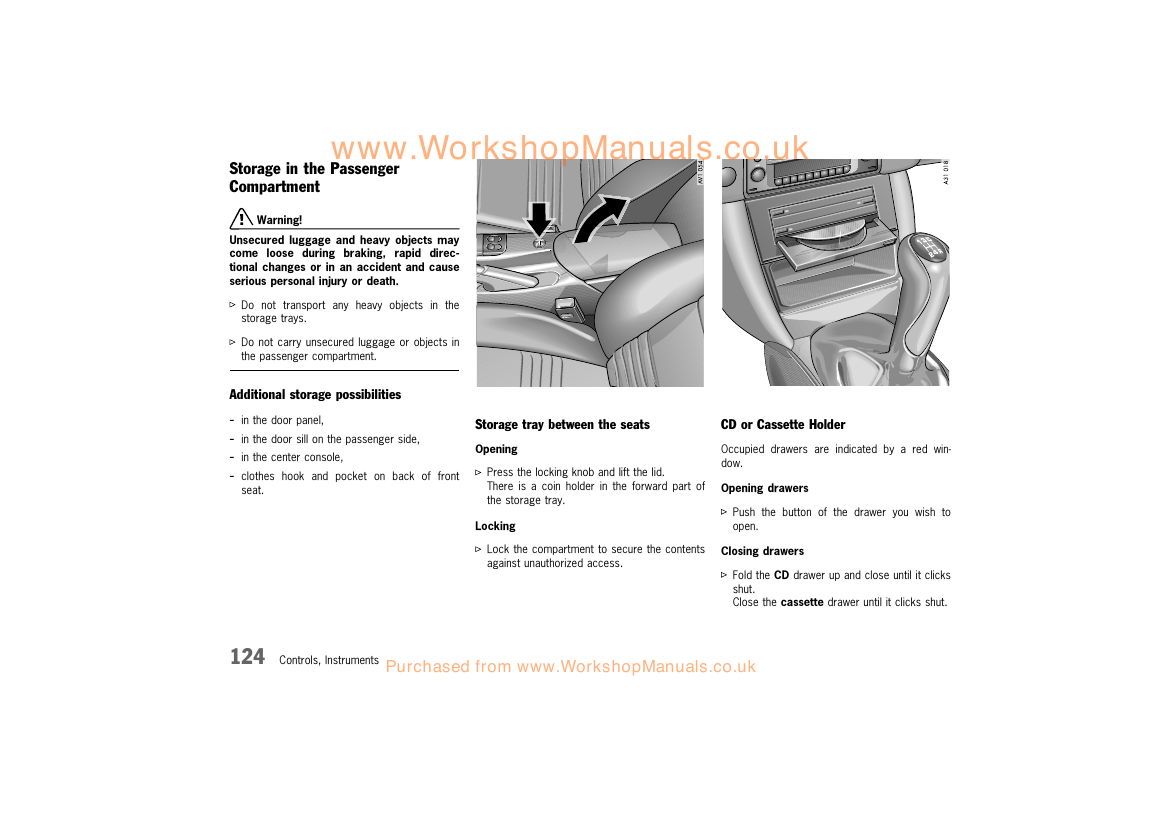 www.WorkshopManuals.co.uk
Storage in the Passenger
Compartment
Warning!
Unsecured luggage and heavy objects may
come loose during braking, rapid direc-
tional changes or in an accident and cause
serious personal injury or death.
▷ Do not transport any heavy objects in the
storage trays.
▷ Do not carry unsecured luggage or objects in
the passenger compartment.
Additional storage possibilities
- in the door panel,
- in the door sill on the passenger side,
- in the center console,
- clothes hook and pocket on back of front
seat.
AV1 054
Storage tray between the seats
Opening
▷ Press the locking knob and lift the lid.
There is a coin holder in the forward part of
the storage tray.
Locking
▷ Lock the compartment to secure the contents
against unauthorized access.
A31 018
CD or Cassette Holder
Occupied drawers are indicated by a red win-
dow.
Opening drawers
▷ Push the button of the drawer you wish to
open.
Closing drawers
▷ Fold the CD drawer up and close until it clicks
shut.
Close the cassette drawer until it clicks shut.
124 Controls, Instruments
Purchased from www.WorkshopManuals.co.uk